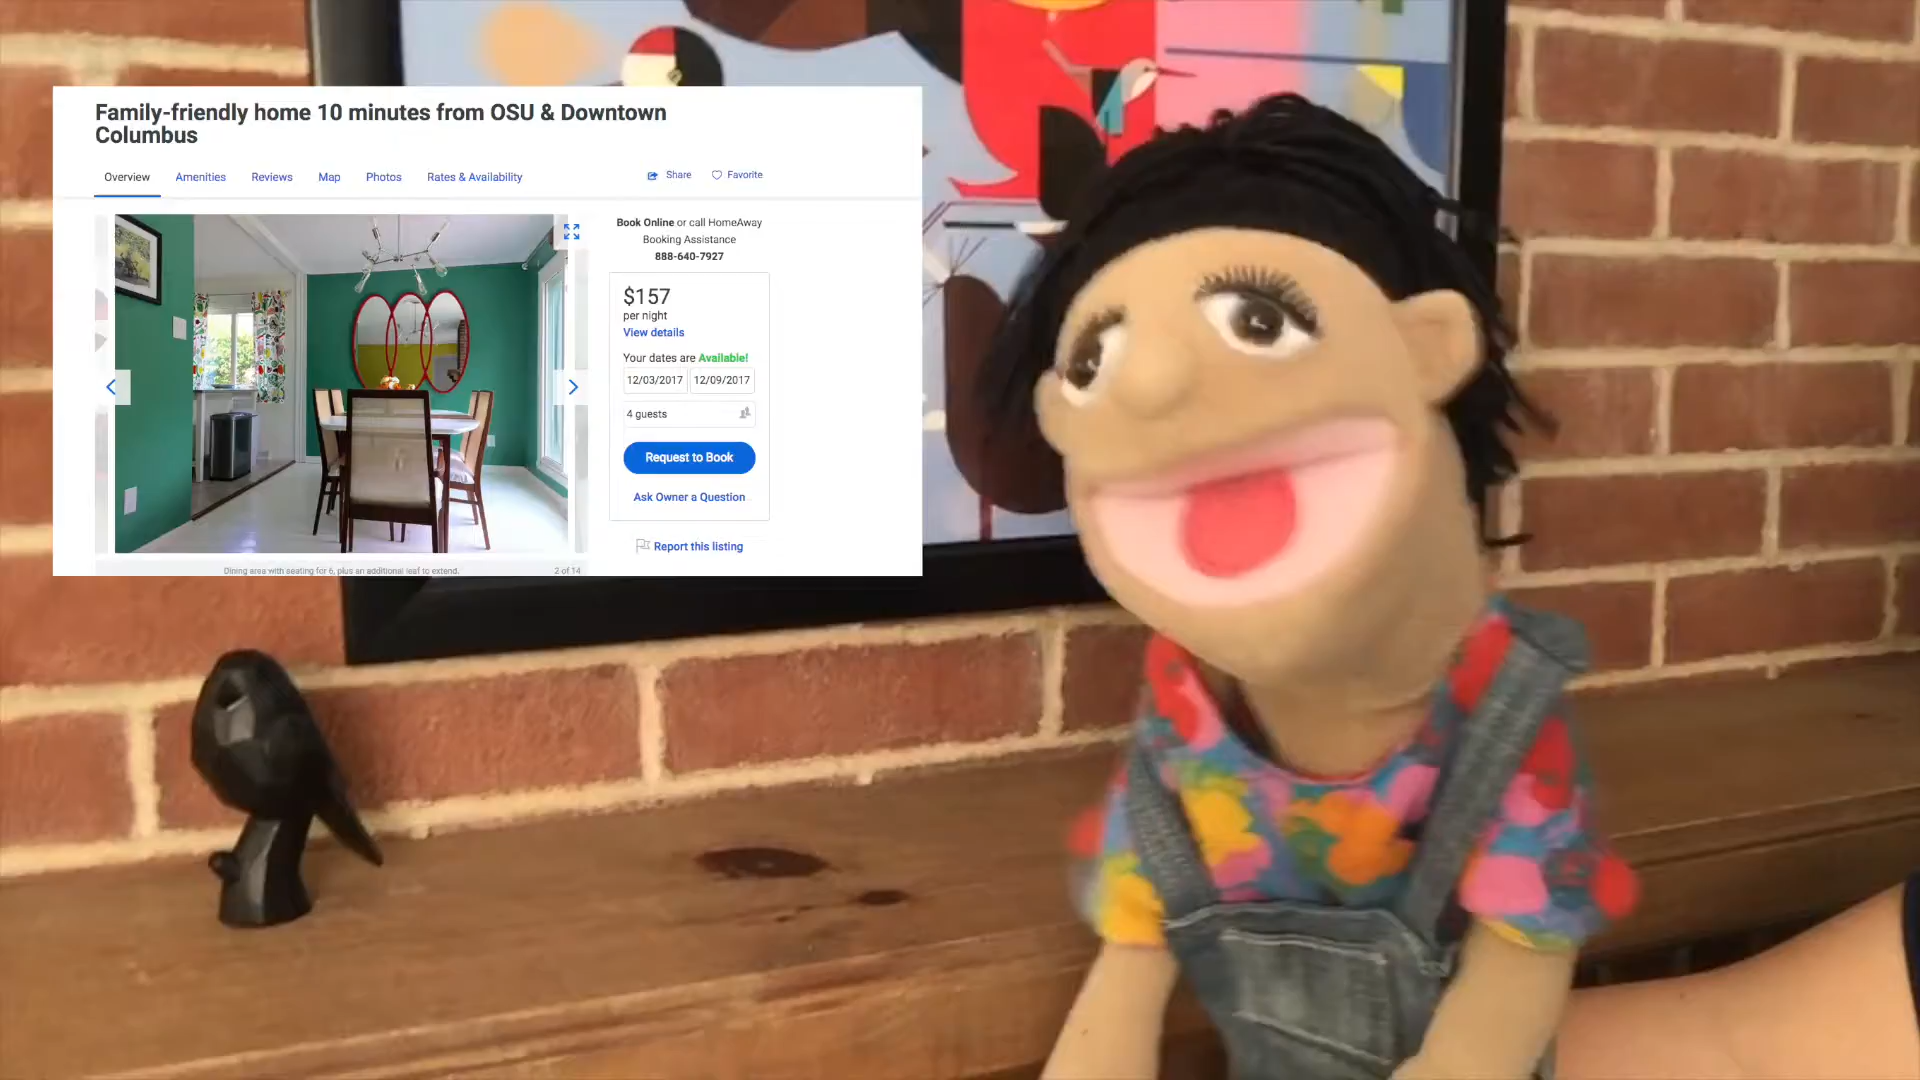 Family-friendly home 10 minutes from OSU & Downtown
Columbus
Overview Amenities Reviews Map Photos Rates & Availability
Share Favorite
Book Online or call HomeAway
Booking Assistance
888-640-7927
$157
per night
View details
Your dates are Available!
12/03/2017 12/09/2017
4 guests
Request to Book
Ask Owner a Question
Report this listing
Dining area with seating for 6, plus an additional leaf to extend. 2 of 14